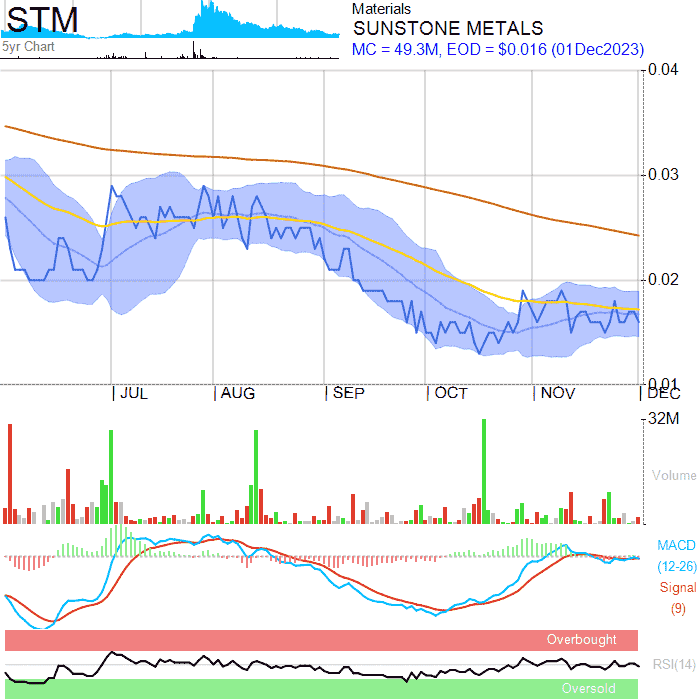 STM
5yr Chart
Materials
SUNSTONE METALS
MC = 49.3M, EOD = $0.016 (01Dec2023)
0.04
0.03
0.02
0.01
JUL AUG SEP OCT NOV DEC
32M
Volume
MACD
(12-26)
Signal
(9)
Overbought
RSI(14)
Oversold